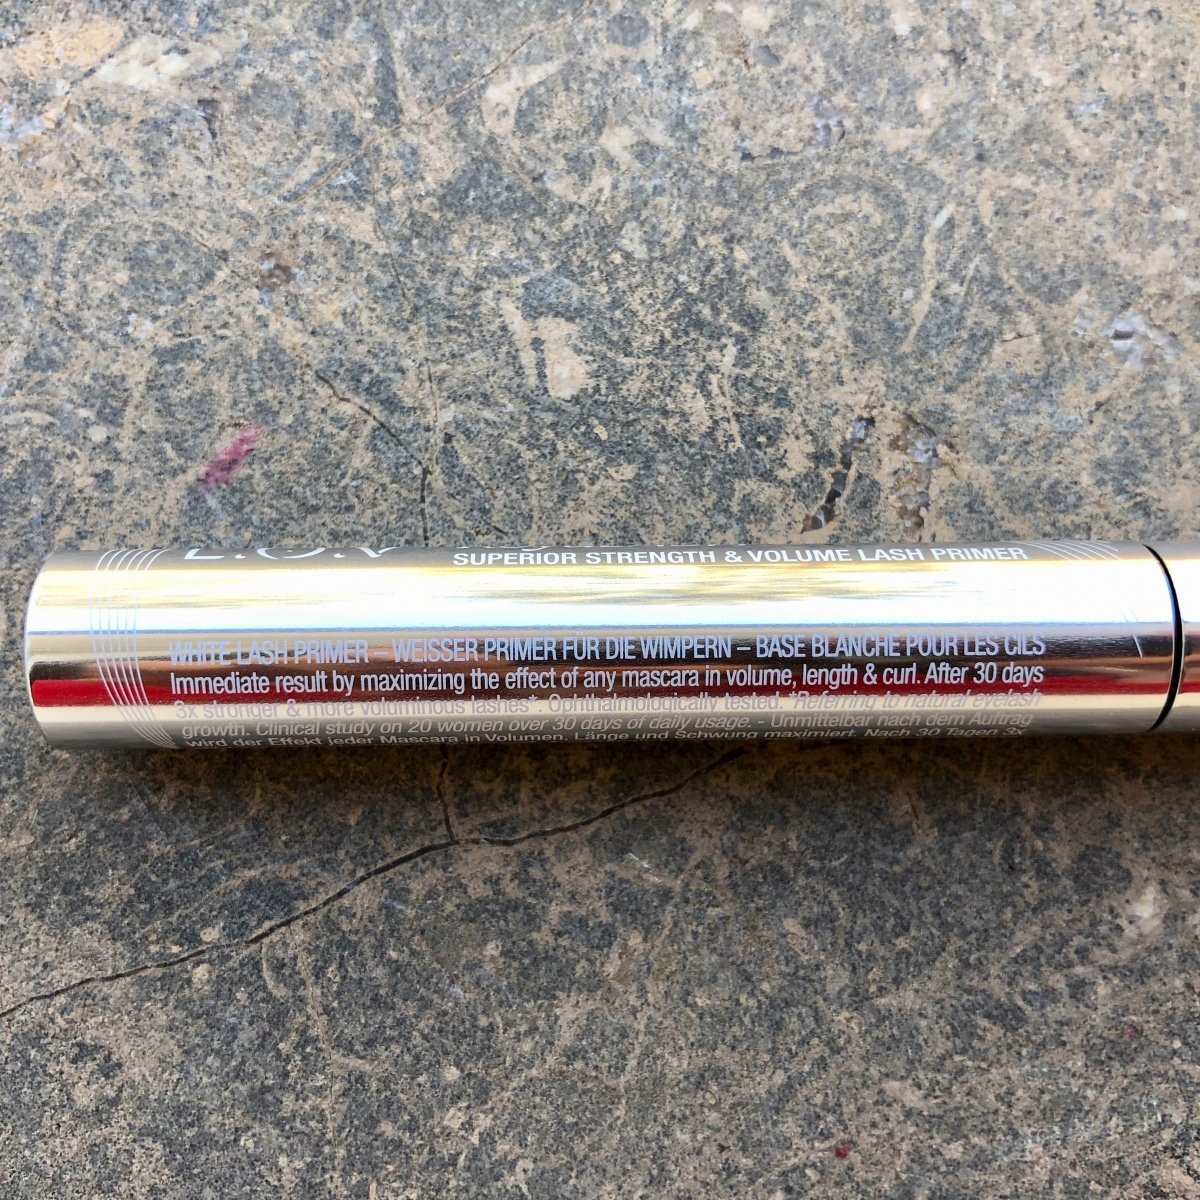 L.O.V
SUPERIOR STRENGTH & VOLUME LASH PRIMER
WHITE LASH PRIMER – WEISSER PRIMER FÜR DIE WIMPERN – BASE BLANCHE POUR LES CILS
Immediate result by maximizing the effect of any mascara in volume, length & curl. After 30 days
3x stronger & more voluminous lashes* Ophthalmologically tested. *Referring to natural eyelash
growth. Clinical study on 20 women over 30 days of daily usage. - Unmittelbar nach dem Auftrag
wird der Effekt jeder Mascara in Volumen, Länge und Schwung maximiert. Nach 30 Tagen 3x